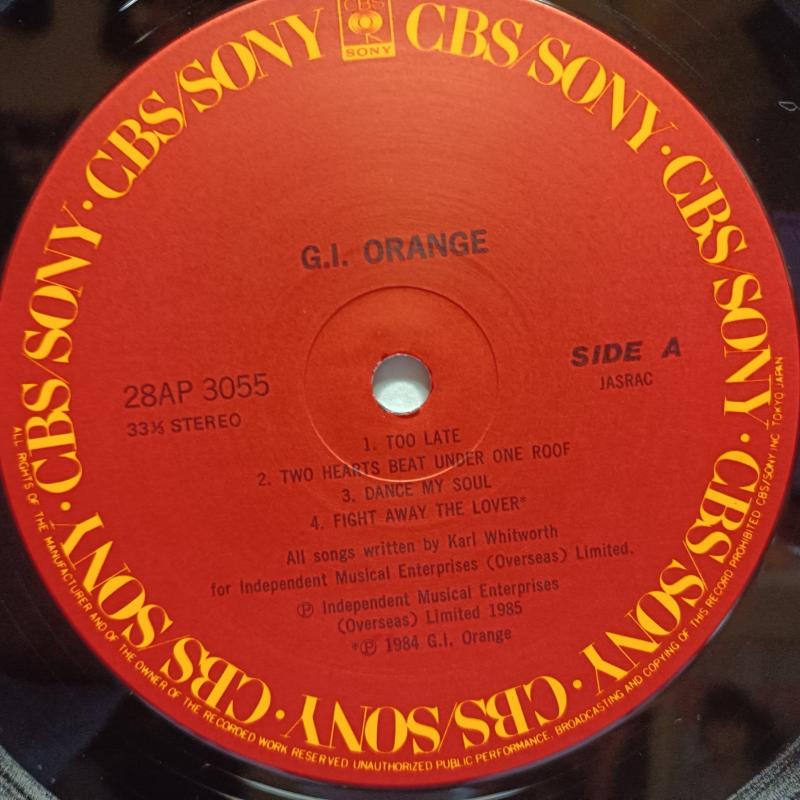 CBS
SONY
CBS/SONY · CBS/SONY · CBS/SONY · CBS/SONY · CBS/SONY · CBS/SONY · CBS/SONY · CBS/SONY
G.I. ORANGE
28AP 3055
33⅓ STEREO
SIDE A
JASRAC
1. TOO LATE
2. TWO HEARTS BEAT UNDER ONE ROOF
3. DANCE MY SOUL
4. FIGHT AWAY THE LOVER*
All songs written by Karl Whitworth
for Independent Musical Enterprises (Overseas) Limited.
Ⓟ Independent Musical Enterprises
(Overseas) Limited 1985
*Ⓟ 1984 G.I. Orange
ALL RIGHTS OF THE MANUFACTURER AND OF THE OWNER OF THE RECORDED WORK RESERVED UNAUTHORIZED PUBLIC PERFORMANCE, BROADCASTING AND COPYING OF THIS RECORD PROHIBITED CBS/SONY INC. TOKYO JAPAN